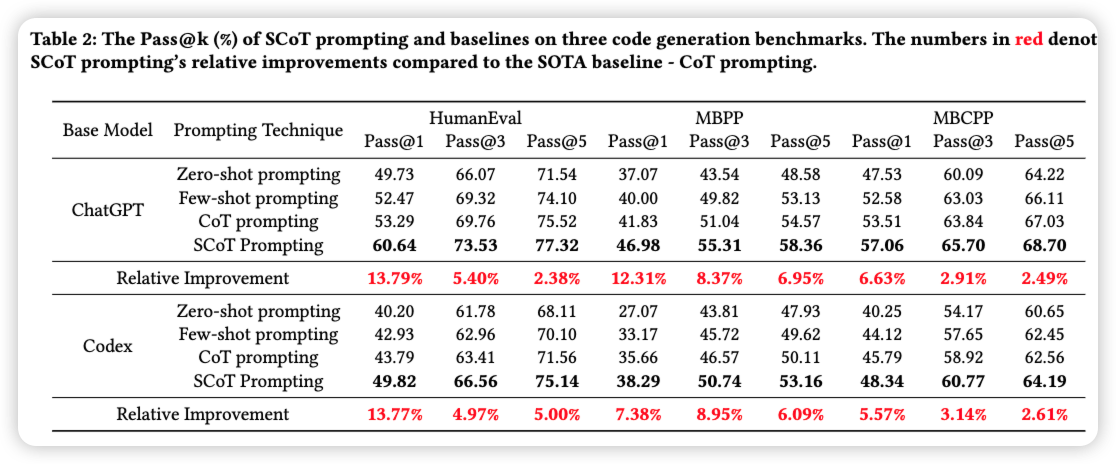 Table 2: The Pass@k (%) of SCoT prompting and baselines on three code generation benchmarks. The numbers in red denot
SCoT prompting's relative improvements compared to the SOTA baseline - CoT prompting.
Base Model Prompting Technique HumanEval MBPP MBCPP
Pass@1 Pass@3 Pass@5 Pass@1 Pass@3 Pass@5 Pass@1 Pass@3 Pass@5
ChatGPT
Zero-shot prompting 49.73 66.07 71.54 37.07 43.54 48.58 47.53 60.09 64.22
Few-shot prompting 52.47 69.32 74.10 40.00 49.82 53.13 52.58 63.03 66.11
CoT prompting 53.29 69.76 75.52 41.83 51.04 54.57 53.51 63.84 67.03
SCoT Prompting 60.64 73.53 77.32 46.98 55.31 58.36 57.06 65.70 68.70
Relative Improvement 13.79% 5.40% 2.38% 12.31% 8.37% 6.95% 6.63% 2.91% 2.49%
Codex
Zero-shot prompting 40.20 61.78 68.11 27.07 43.81 47.93 40.25 54.17 60.65
Few-shot prompting 42.93 62.96 70.10 33.17 45.72 49.62 44.12 57.65 62.45
CoT prompting 43.79 63.41 71.56 35.66 46.57 50.11 45.79 58.92 62.56
SCoT Prompting 49.82 66.56 75.14 38.29 50.74 53.16 48.34 60.77 64.19
Relative Improvement 13.77% 4.97% 5.00% 7.38% 8.95% 6.09% 5.57% 3.14% 2.61%